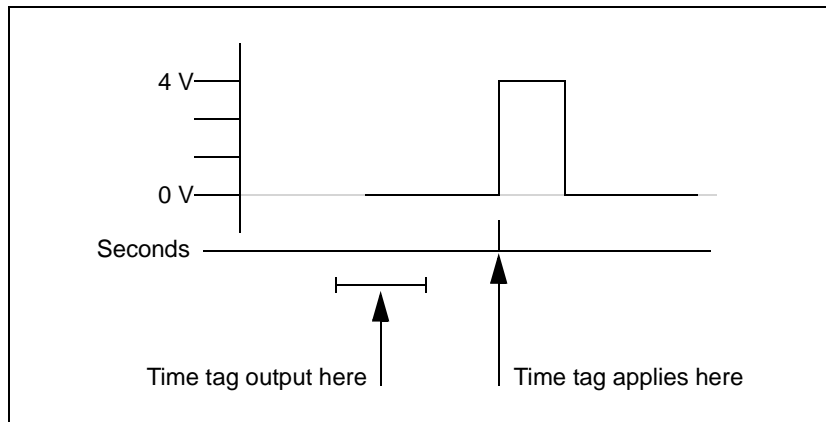 4 V
0 V
Seconds
Time tag output here
Time tag applies here